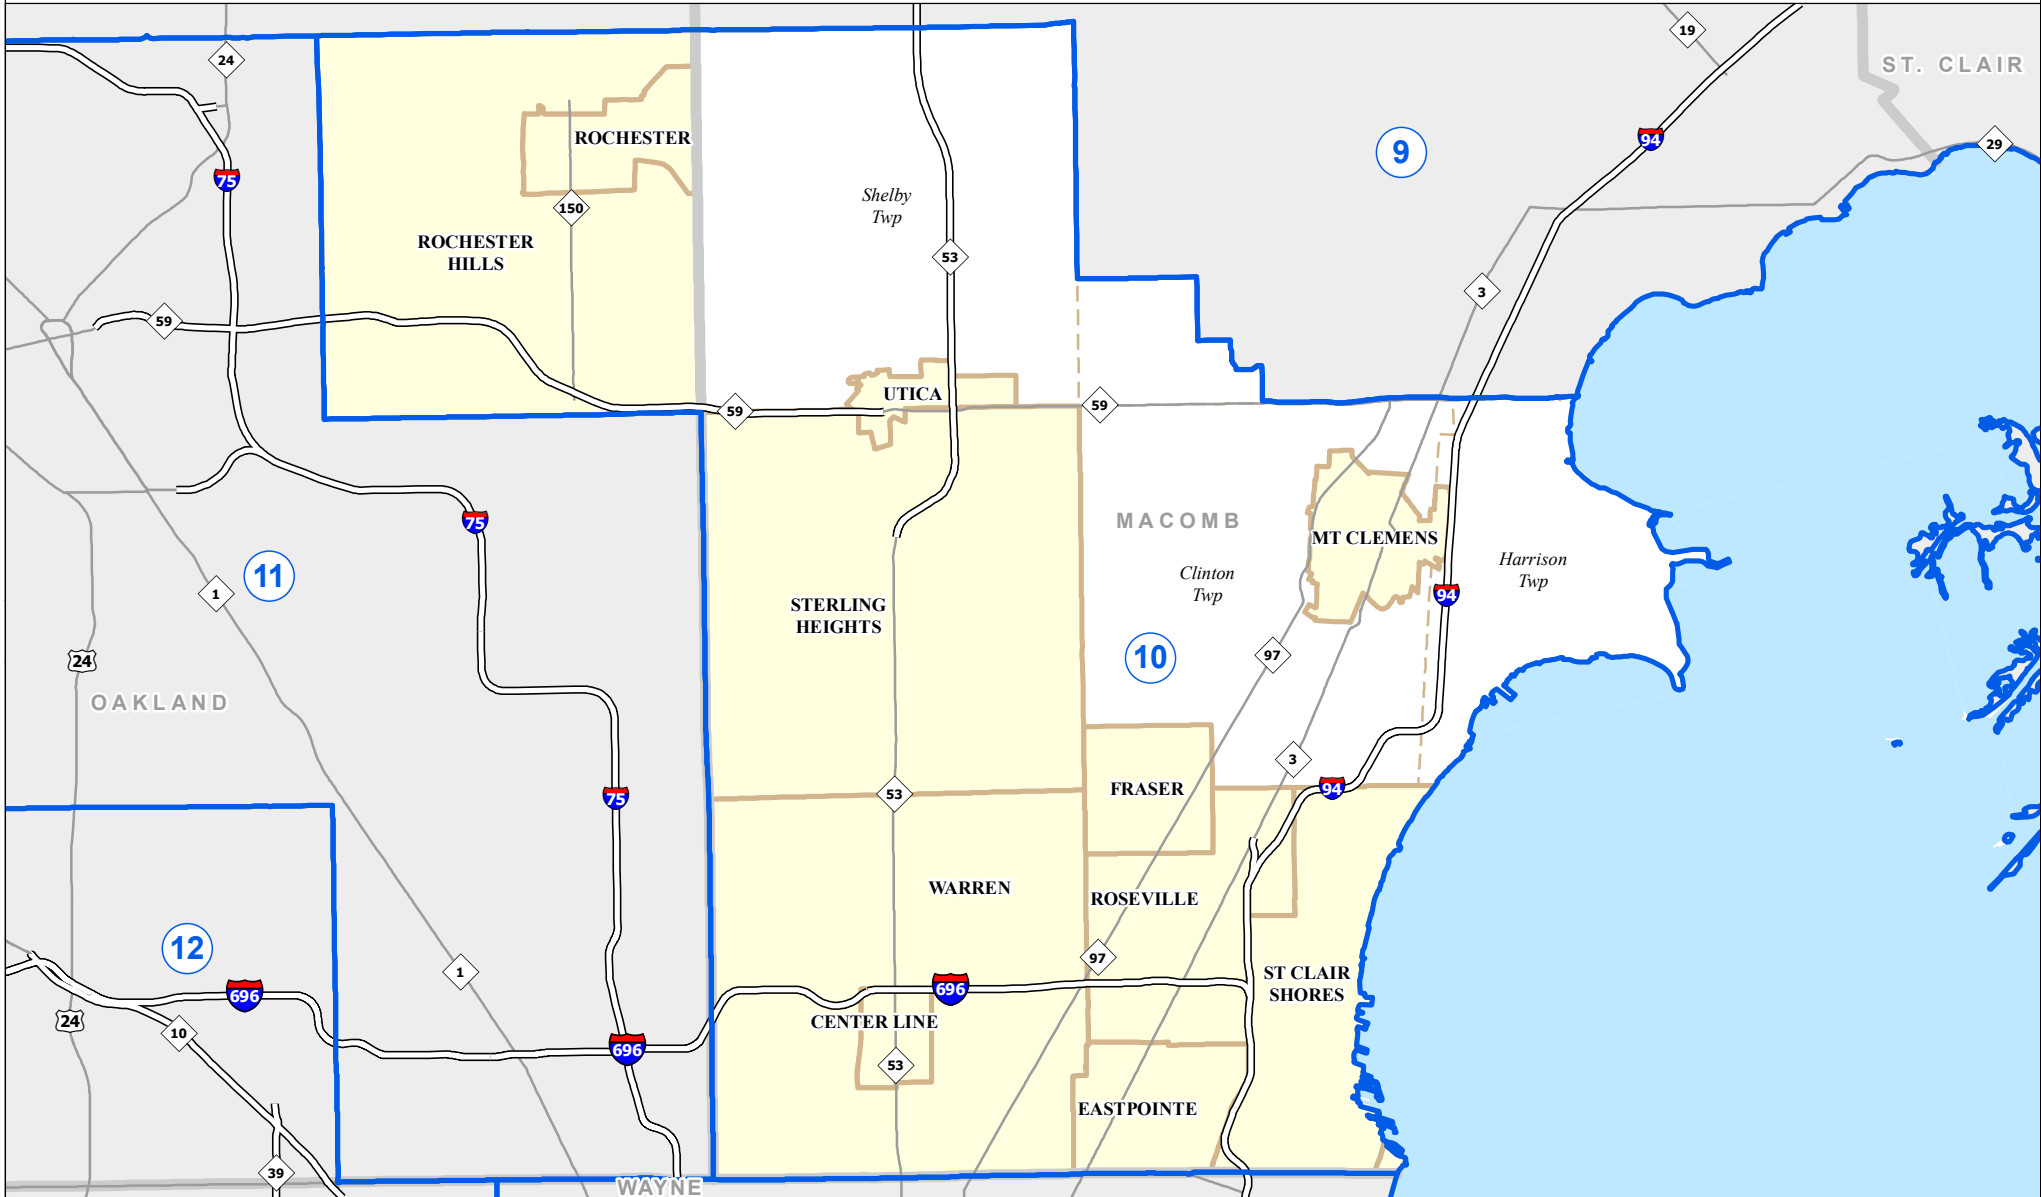 24
19
ST. CLAIR
ROCHESTER
94
29
9
75
150
Shelby
Twp
ROCHESTER
HILLS
53
3
59
UTICA
59
59
75
MACOMB
MT CLEMENS
11
1
Clinton
Twp
Harrison
Twp
94
STERLING
HEIGHTS
10
97
24
OAKLAND
3
75
53
FRASER
94
WARREN
ROSEVILLE
12
1
97
ST CLAIR
SHORES
696
696
24
10
CENTER LINE
696
53
EASTPOINTE
39
WAYNE